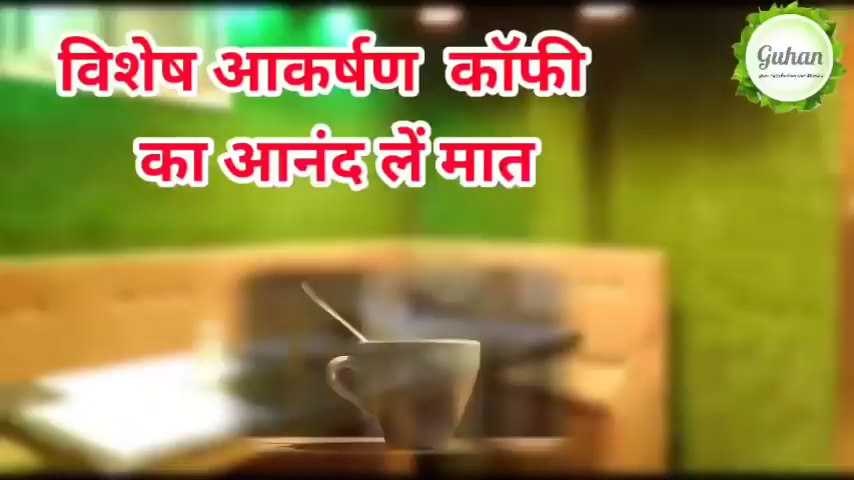 विशेष आकर्षण कॉफी
का आनंद लें मात
Guhan